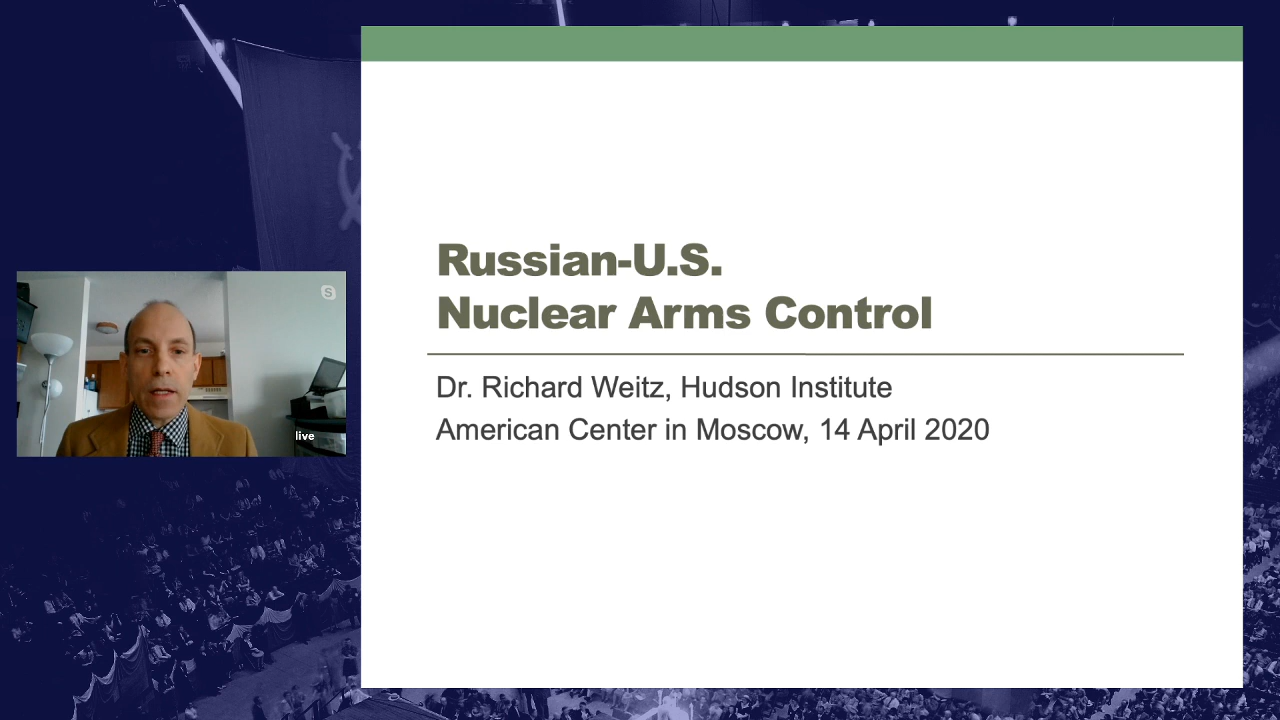 Russian-U.S.
Nuclear Arms Control
Dr. Richard Weitz, Hudson Institute
American Center in Moscow, 14 April 2020
S
live